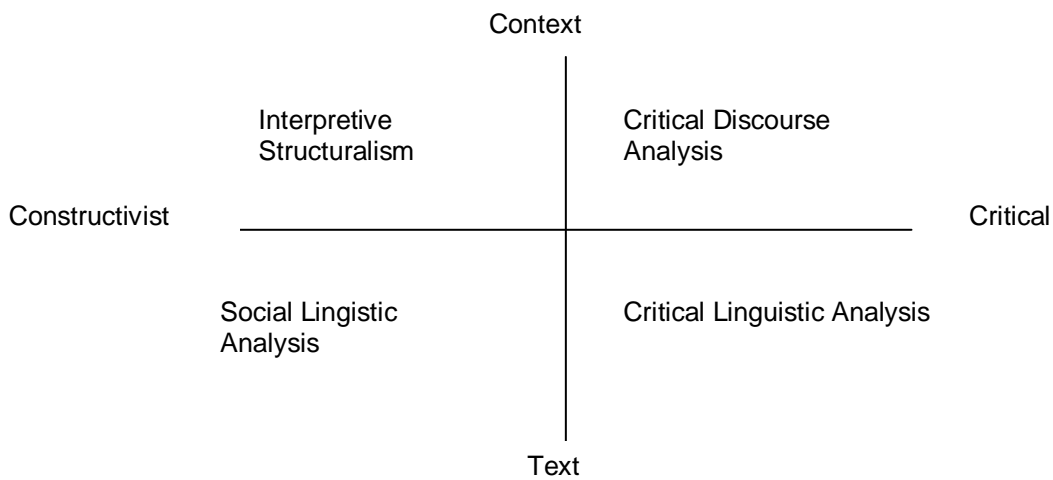 Context
Interpretive
Structuralism
Critical Discourse
Analysis
Constructivist
Critical
Social Lingistic
Analysis
Critical Linguistic Analysis
Text